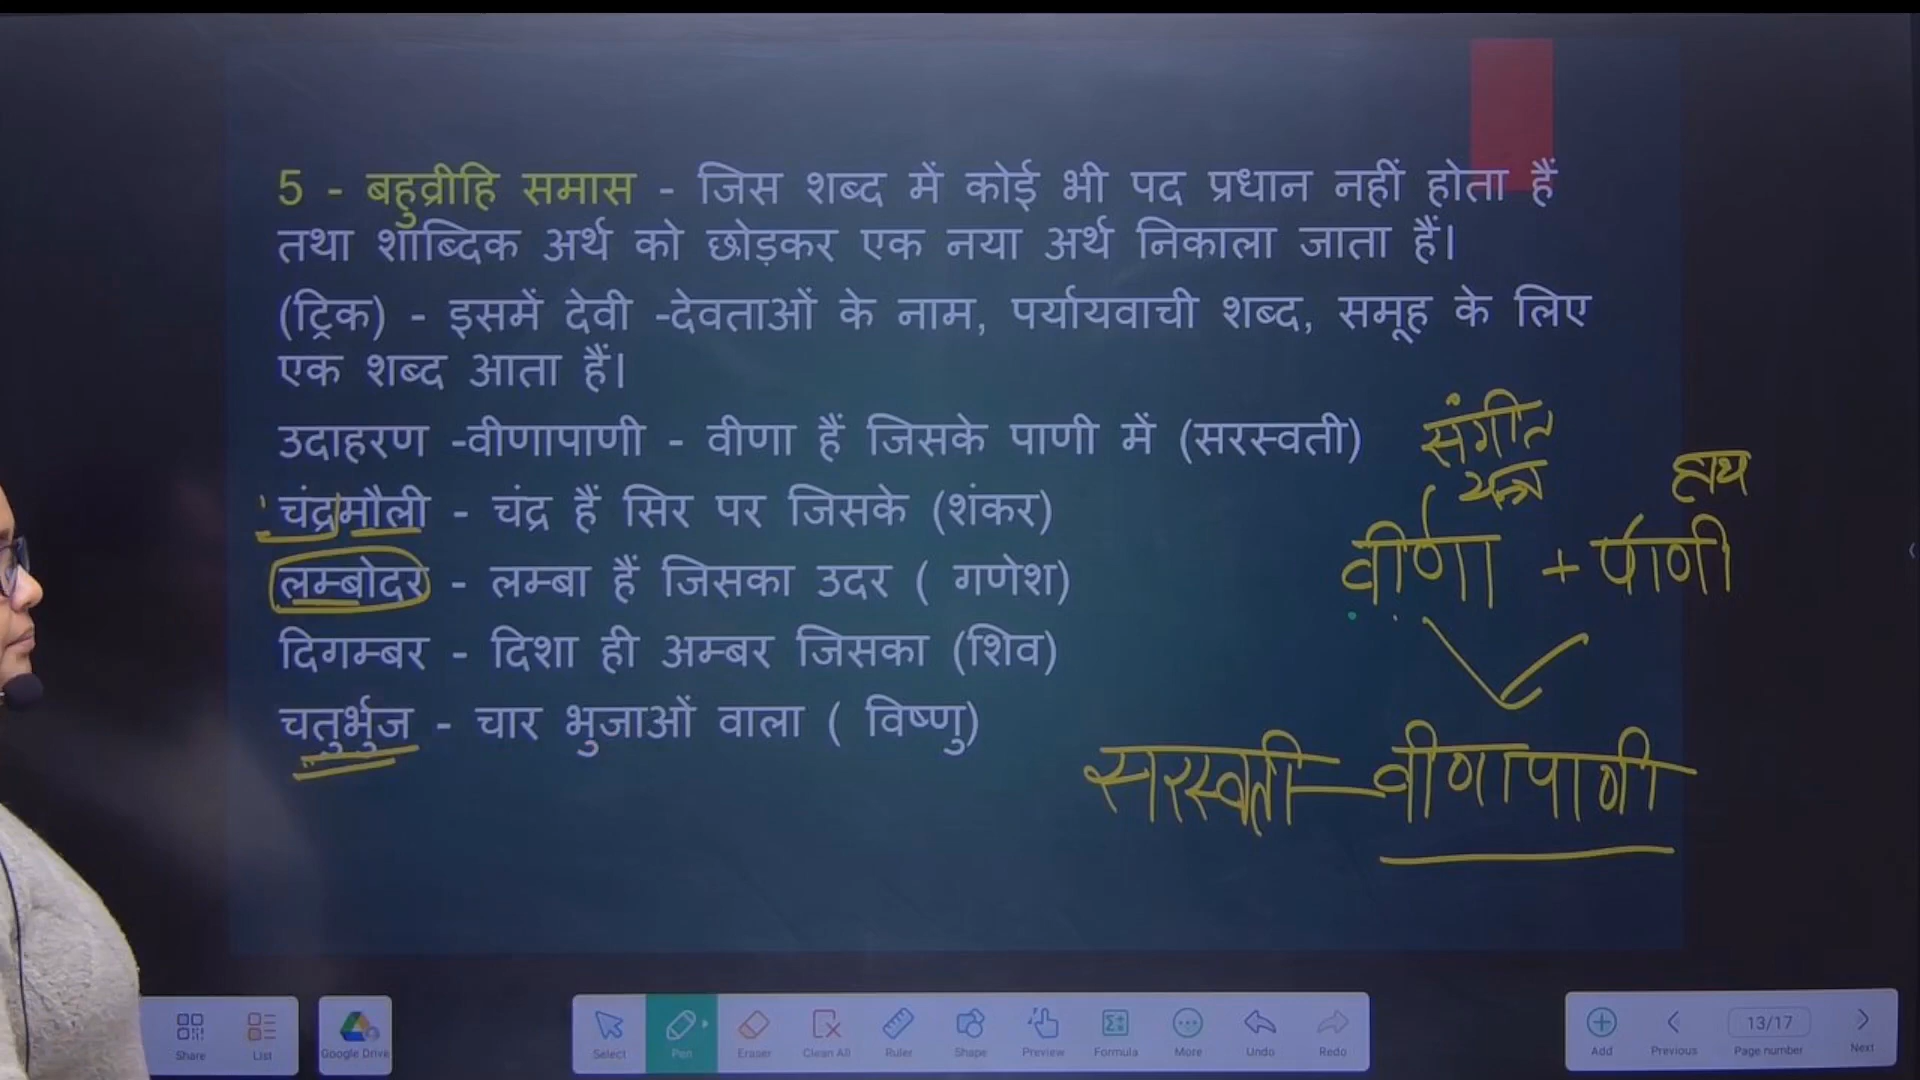 5 - बहुव्रीहि समास - जिस शब्द में कोई भी पद प्रधान नहीं होता हैं
तथा शाब्दिक अर्थ को छोड़कर एक नया अर्थ निकाला जाता हैं।
(ट्रिक) - इसमें देवी -देवताओं के नाम, पर्यायवाची शब्द, समूह के लिए
एक शब्द आता हैं।
उदाहरण -वीणापाणी - वीणा हैं जिसके पाणी में (सरस्वती)
चंद्रमौली - चंद्र हैं सिर पर जिसके (शंकर)
लम्बोदर - लम्बा हैं जिसका उदर ( गणेश)
दिगम्बर - दिशा ही अम्बर जिसका (शिव)
चतुर्भुज - चार भुजाओं वाला ( विष्णु)
संगीत
यन्त्र
हाथ
वीणा + पाणी
सरस्वती — वीणापाणी
Share
List
Google Drive
Select
Pen
Eraser
Clean All
Ruler
Shape
Preview
Formula
More
Undo
Redo
Add
Previous
13/17
Page number
Next